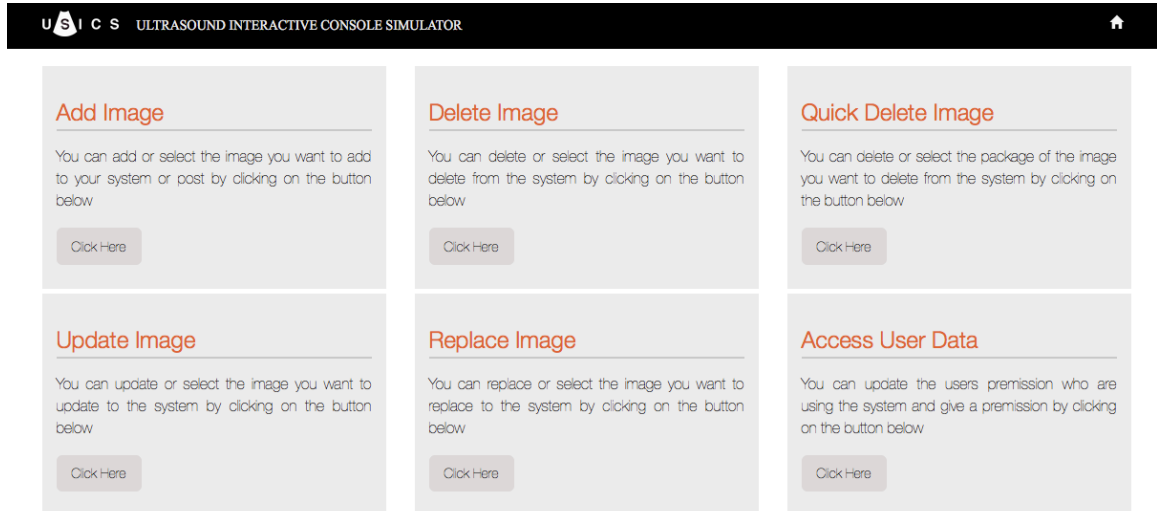 USICS ULTRASOUND INTERACTIVE CONSOLE SIMULATOR
Add Image
You can add or select the image you want to add
to your system or post by clicking on the button
below
Click Here
Delete Image
You can delete or select the image you want to
delete from the system by clicking on the button
below
Click Here
Quick Delete Image
You can delete or select the package of the image
you want to delete from the system by clicking on
the button below
Click Here
Update Image
You can update or select the image you want to
update to the system by clicking on the button
below
Click Here
Replace Image
You can replace or select the image you want to
replace to the system by clicking on the button
below
Click Here
Access User Data
You can update the users premission who are
using the system and give a premission by clicking
on the button below
Click Here